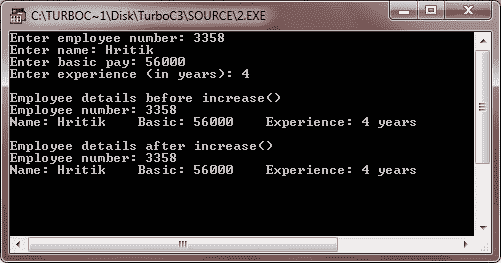 C:\TURBOC~1\Disk\TurboC3\SOURCE\2.EXE
Enter employee number: 3358
Enter name: Hritik
Enter basic pay: 56000
Enter experience (in years): 4
Employee details before increase()
Employee number: 3358
Name: Hritik    Basic: 56000    Experience: 4 years
Employee details after increase()
Employee number: 3358
Name: Hritik    Basic: 56000    Experience: 4 years